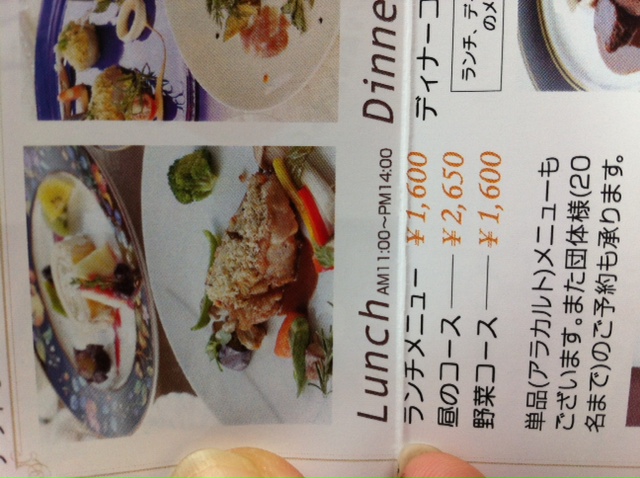 Lunch AM11:00～PM14:00
ランチメニュー ¥1,600
昼のコース ¥2,650
野菜コース ¥1,600
単品(アラカルト)メニューも
ございます。また団体様(20
名まで)のご予約も承ります。
Dinne
ディナーコ
ランチ、デ
のメ